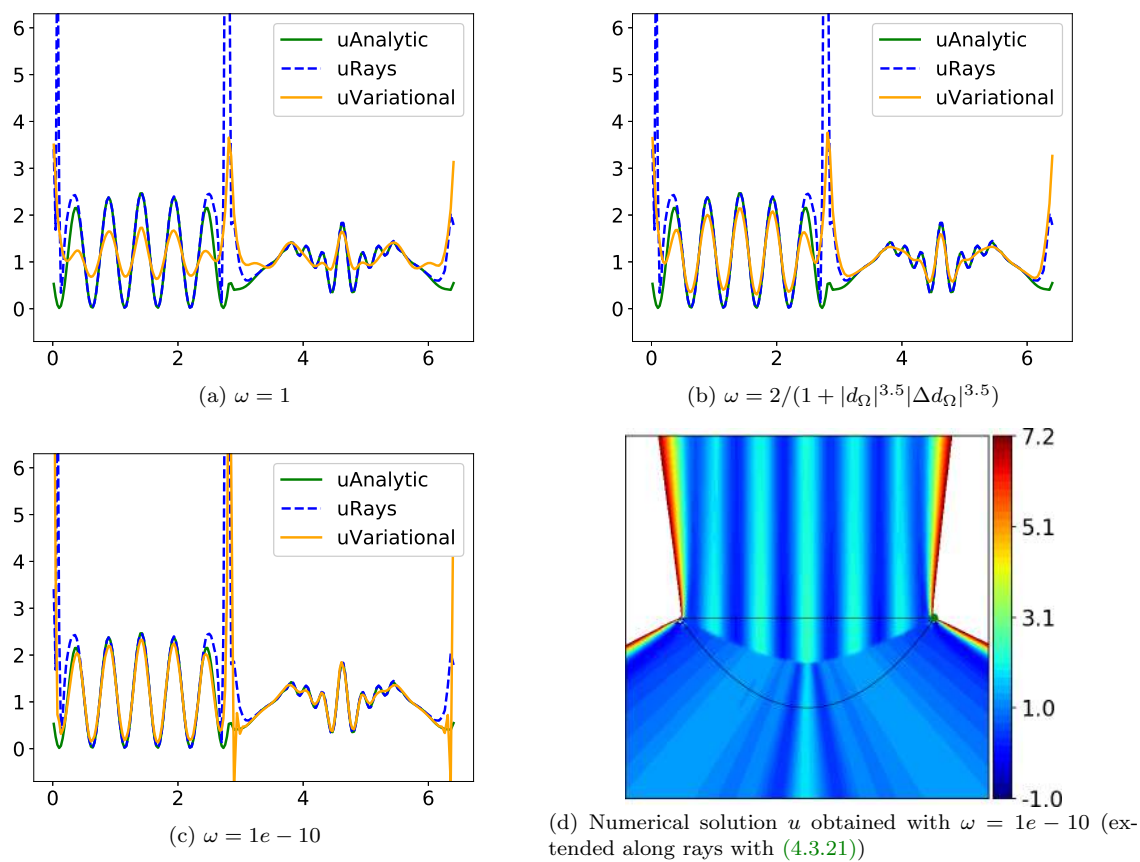 6
5
4
3
2
1
0
0 2 4 6
uAnalytic
uRays
uVariational
(a) ω = 1
6
5
4
3
2
1
0
0 2 4 6
uAnalytic
uRays
uVariational
(b) ω = 2/(1 + |d_Ω|^{3.5}|Δd_Ω|^{3.5})
6
5
4
3
2
1
0
0 2 4 6
uAnalytic
uRays
uVariational
(c) ω = 1e − 10
7.2
5.1
3.1
1.0
-1.0
(d) Numerical solution u obtained with ω = 1e − 10 (ex-
tended along rays with (4.3.21))